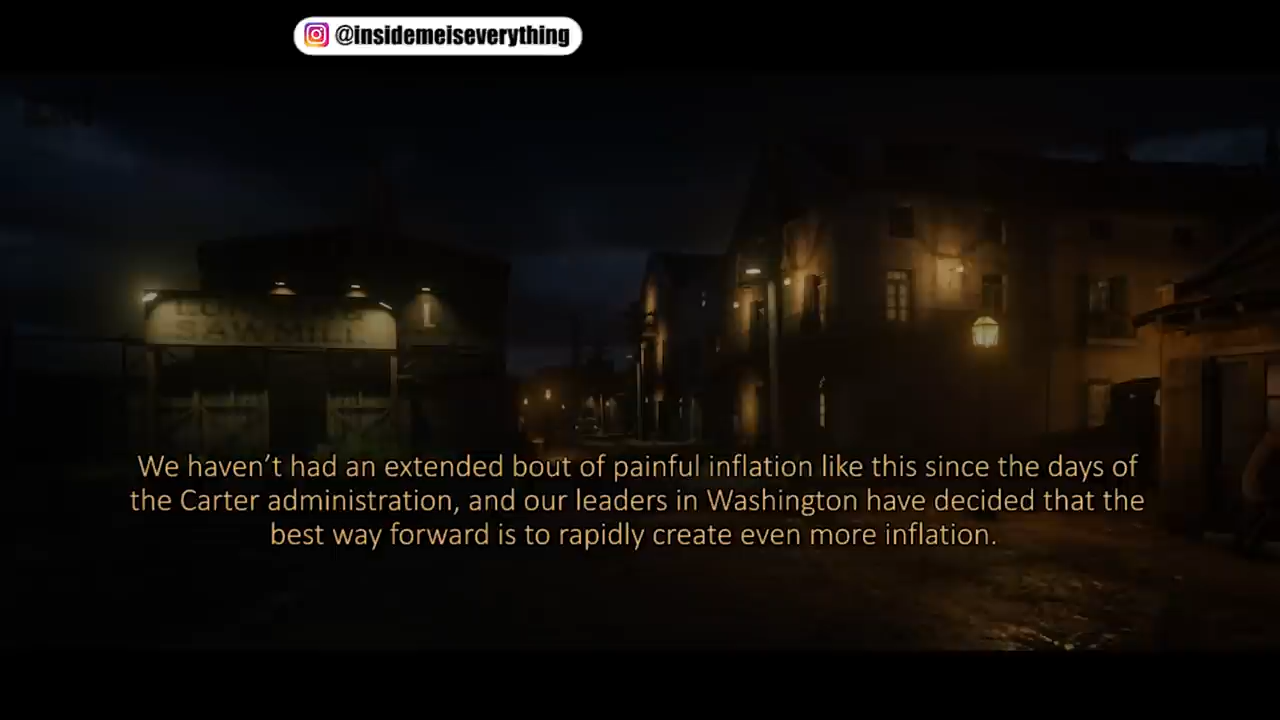 @insidemeiseverything
SAWMILL
We haven’t had an extended bout of painful inflation like this since the days of
the Carter administration, and our leaders in Washington have decided that the
best way forward is to rapidly create even more inflation.